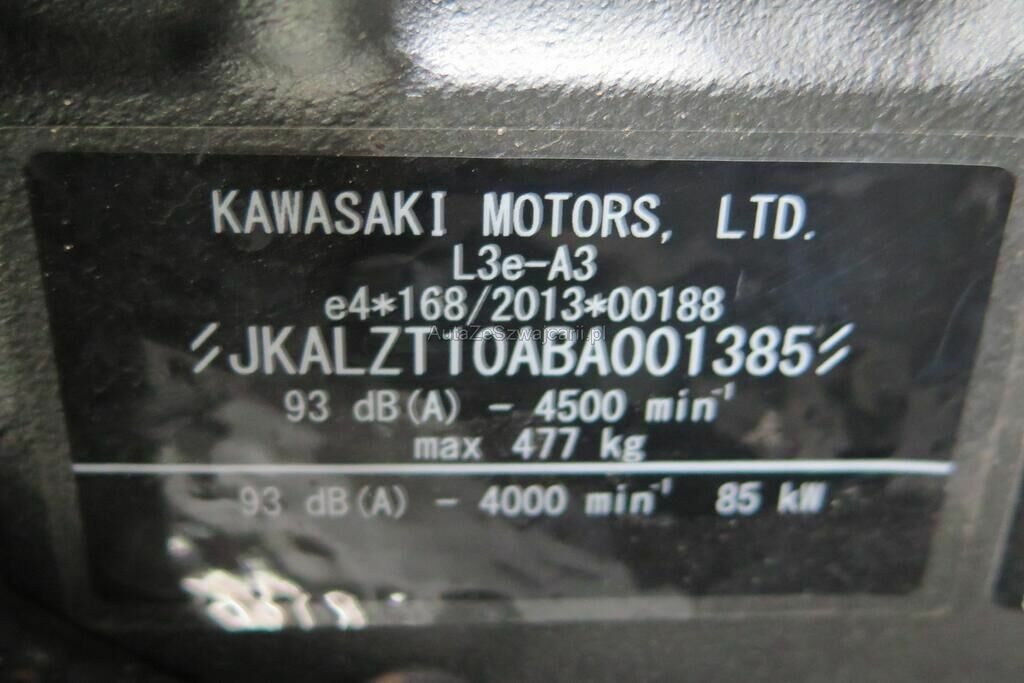 KAWASAKI MOTORS, LTD.
L3e-A3
e4*168/2013*00188
AutaZeSzwajcarii.pl
JKALZT10ABA001385
93 dB(A) - 4500 min⁻¹
max 477 kg
93 dB(A) - 4000 min⁻¹ 85 kW